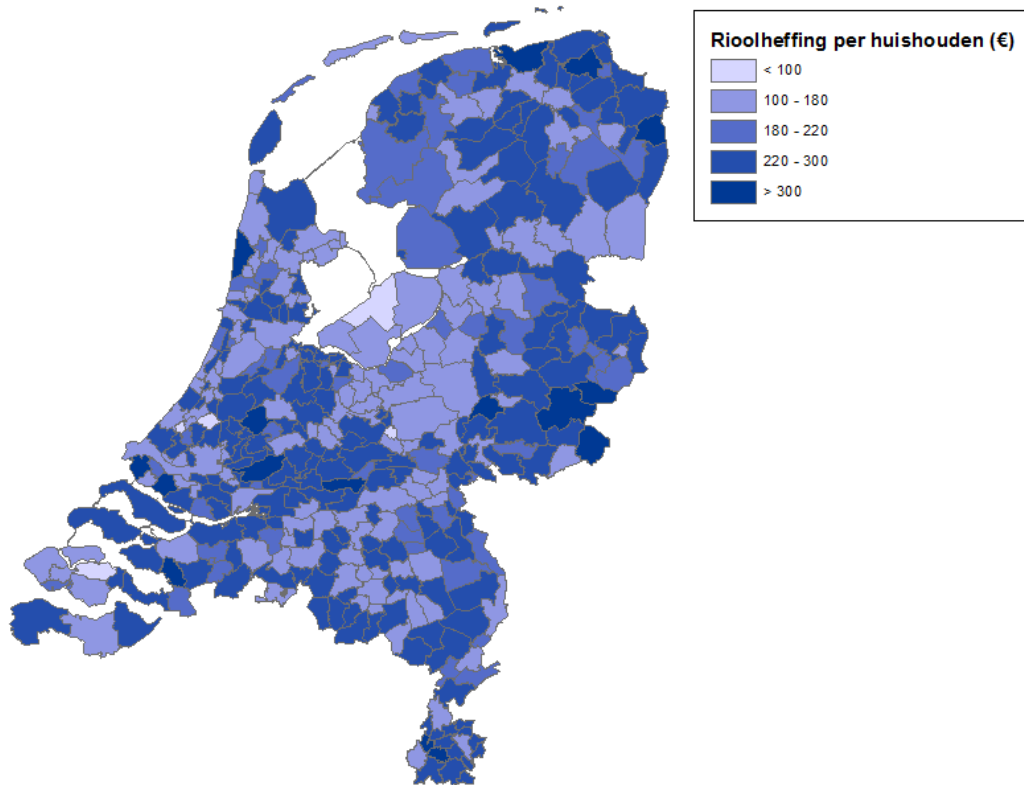 Rioolheffing per huishouden (€)
< 100
100 - 180
180 - 220
220 - 300
> 300